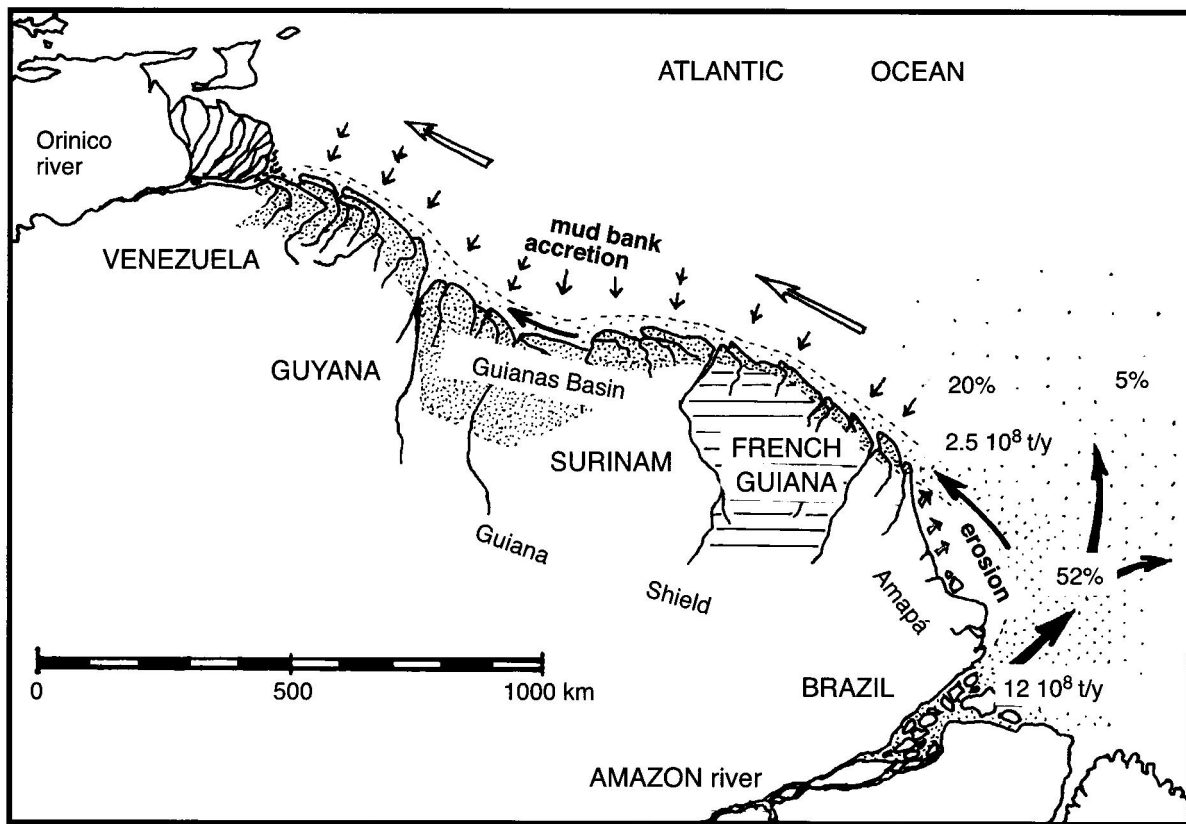 ATLANTIC OCEAN
Orinico
river
mud bank
accretion
VENEZUELA
GUYANA
Guianas Basin
20%
5%
2.5 10⁸ t/y
SURINAM
FRENCH
GUIANA
Guiana
Shield
erosion
52%
Amapá
0 500 1000 km
BRAZIL
12 10⁸ t/y
AMAZON river